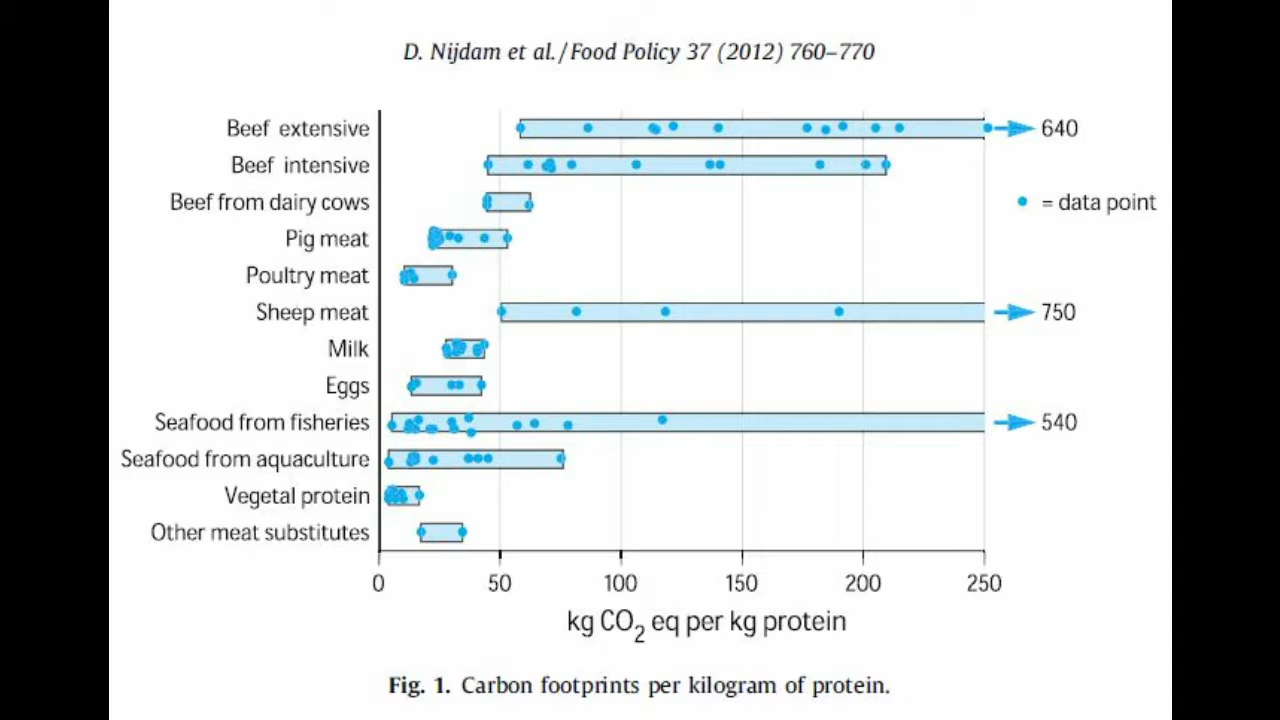 D. Nijdam et al. / Food Policy 37 (2012) 760–770
Beef extensive
640
Beef intensive
Beef from dairy cows
= data point
Pig meat
Poultry meat
Sheep meat
750
Milk
Eggs
Seafood from fisheries
540
Seafood from aquaculture
Vegetal protein
Other meat substitutes
0 50 100 150 200 250
kg CO₂ eq per kg protein
Fig. 1. Carbon footprints per kilogram of protein.